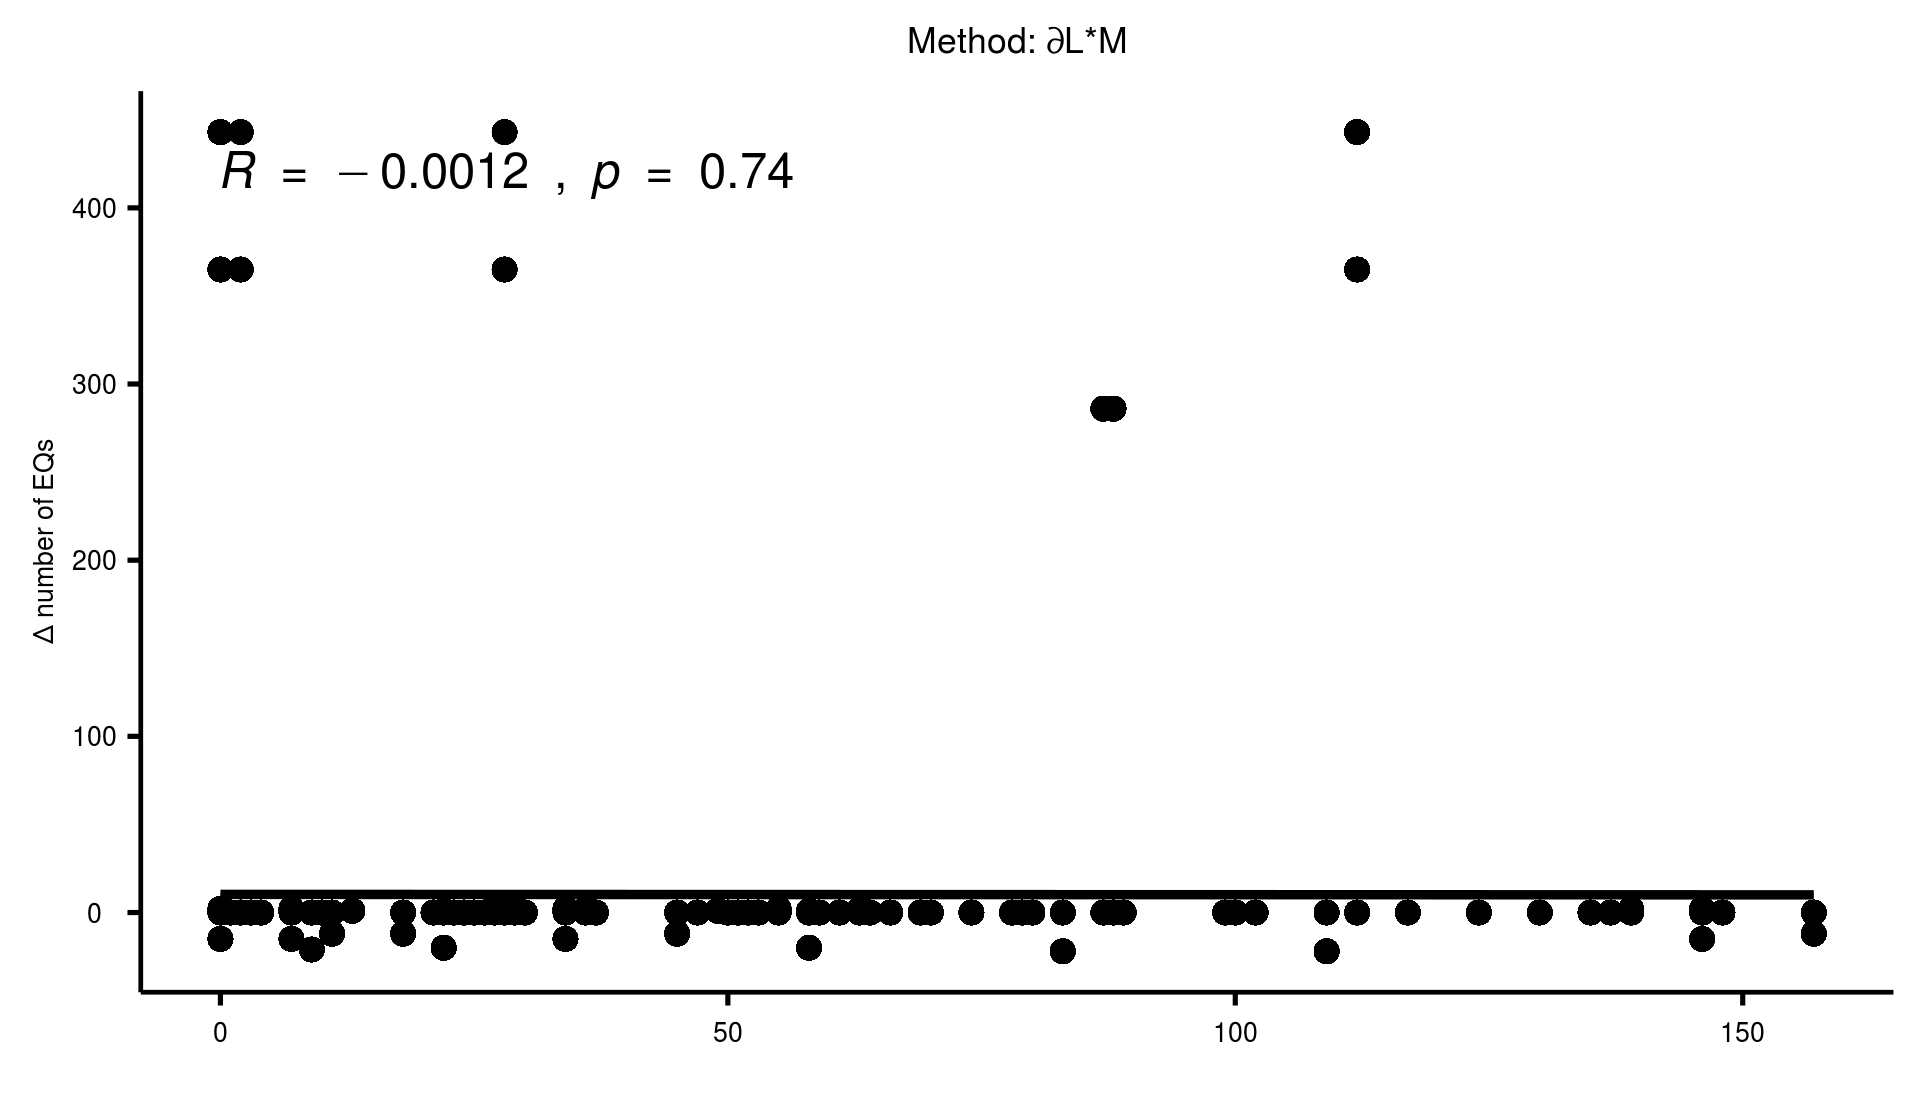 Method: ∂L*M
R = −0.0012 , p = 0.74
Δ number of EQs
400
300
200
100
0
0 50 100 150